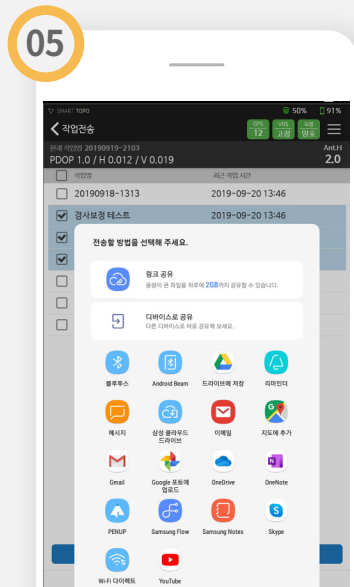 05
SMART TOPO
50%
91%
작업전송
GPS
12
VRS
고정
고정
양호
현재 작업명 20190919-2103
Ant.H
PDOP 1.0 / H 0.012 / V 0.019
2.0
작업명
최근 작업 시간
20190918-1313
2019-09-20 13:46
경사보정 테스트
2019-09-20 13:46
전송할 방법을 선택해 주세요.
링크 공유
용량이 큰 파일을 하루에 2GB까지 공유할 수 있습니다.
디바이스로 공유
다른 디바이스로 바로 공유해 보세요.
블루투스
Android Beam
드라이브에 저장
리마인더
메시지
삼성 클라우드
드라이브
이메일
지도에 추가
Gmail
Google 포토에
업로드
OneDrive
OneNote
PENUP
Samsung Flow
Samsung Notes
Skype
Wi-Fi 다이렉트
YouTube